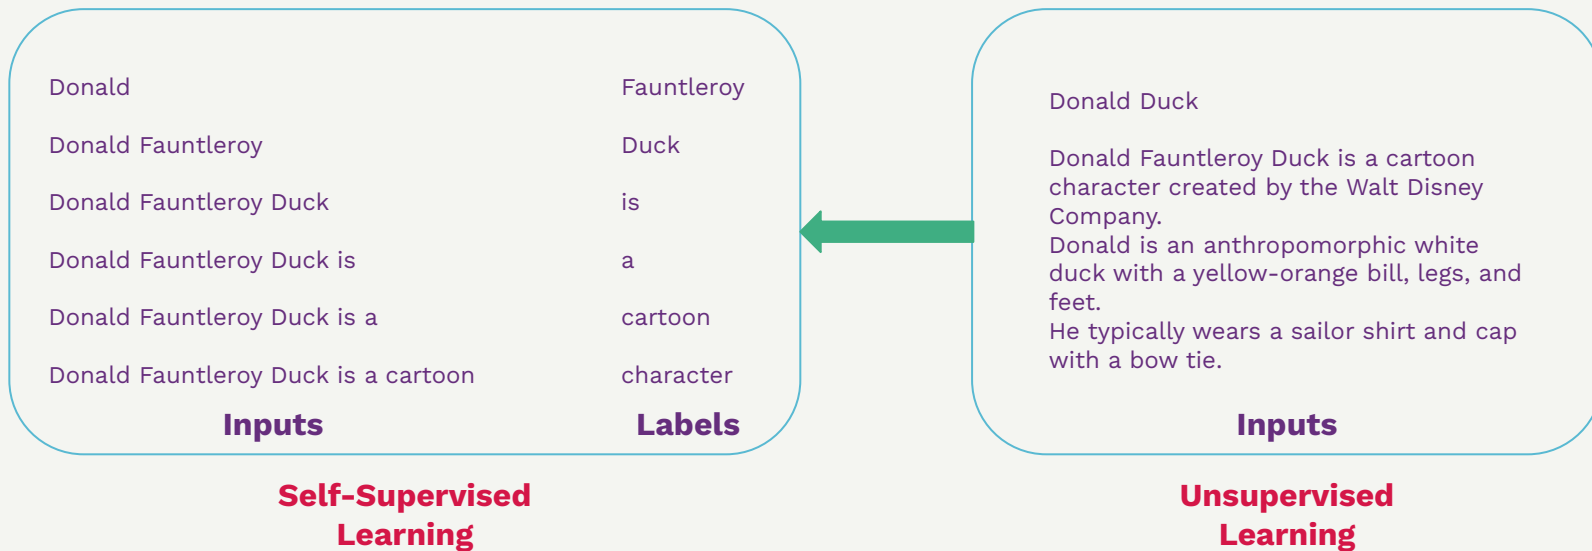 Donald Fauntleroy
Donald Fauntleroy Duck
Donald Fauntleroy Duck is
Donald Fauntleroy Duck is a
Donald Fauntleroy Duck is a cartoon
Donald Fauntleroy Duck is a cartoon character
Inputs Labels
Self-Supervised
Learning
Donald Duck
Donald Fauntleroy Duck is a cartoon
character created by the Walt Disney
Company.
Donald is an anthropomorphic white
duck with a yellow-orange bill, legs, and
feet.
He typically wears a sailor shirt and cap
with a bow tie.
Inputs
Unsupervised
Learning